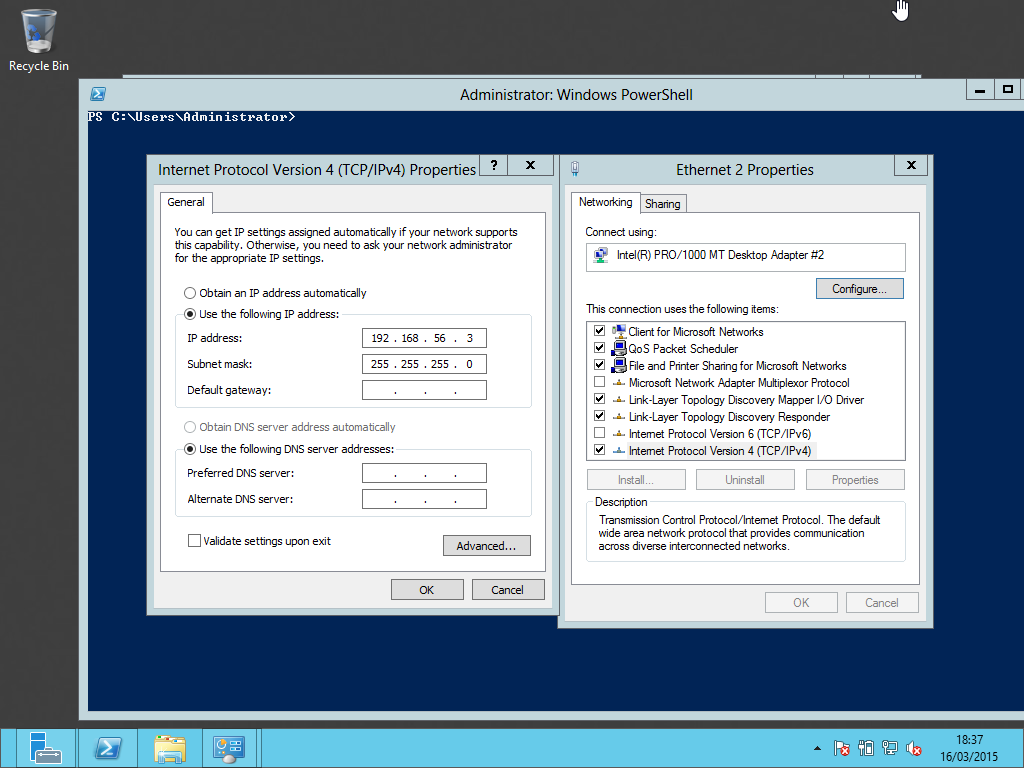 Recycle Bin
Administrator: Windows PowerShell
PS C:\Users\Administrator>
Internet Protocol Version 4 (TCP/IPv4) Properties
?
X
General
You can get IP settings assigned automatically if your network supports
this capability. Otherwise, you need to ask your network administrator
for the appropriate IP settings.
Obtain an IP address automatically
Use the following IP address:
IP address:
192 . 168 . 56 . 3
Subnet mask:
255 . 255 . 255 . 0
Default gateway:
. . .
Obtain DNS server address automatically
Use the following DNS server addresses:
Preferred DNS server:
. . .
Alternate DNS server:
. . .
Validate settings upon exit
Advanced...
OK
Cancel
Ethernet 2 Properties
X
Networking
Sharing
Connect using:
Intel(R) PRO/1000 MT Desktop Adapter #2
Configure...
This connection uses the following items:
Client for Microsoft Networks
QoS Packet Scheduler
File and Printer Sharing for Microsoft Networks
Microsoft Network Adapter Multiplexor Protocol
Link-Layer Topology Discovery Mapper I/O Driver
Link-Layer Topology Discovery Responder
Internet Protocol Version 6 (TCP/IPv6)
Internet Protocol Version 4 (TCP/IPv4)
Install...
Uninstall
Properties
Description
Transmission Control Protocol/Internet Protocol. The default
wide area network protocol that provides communication
across diverse interconnected networks.
OK
Cancel
18:37
16/03/2015